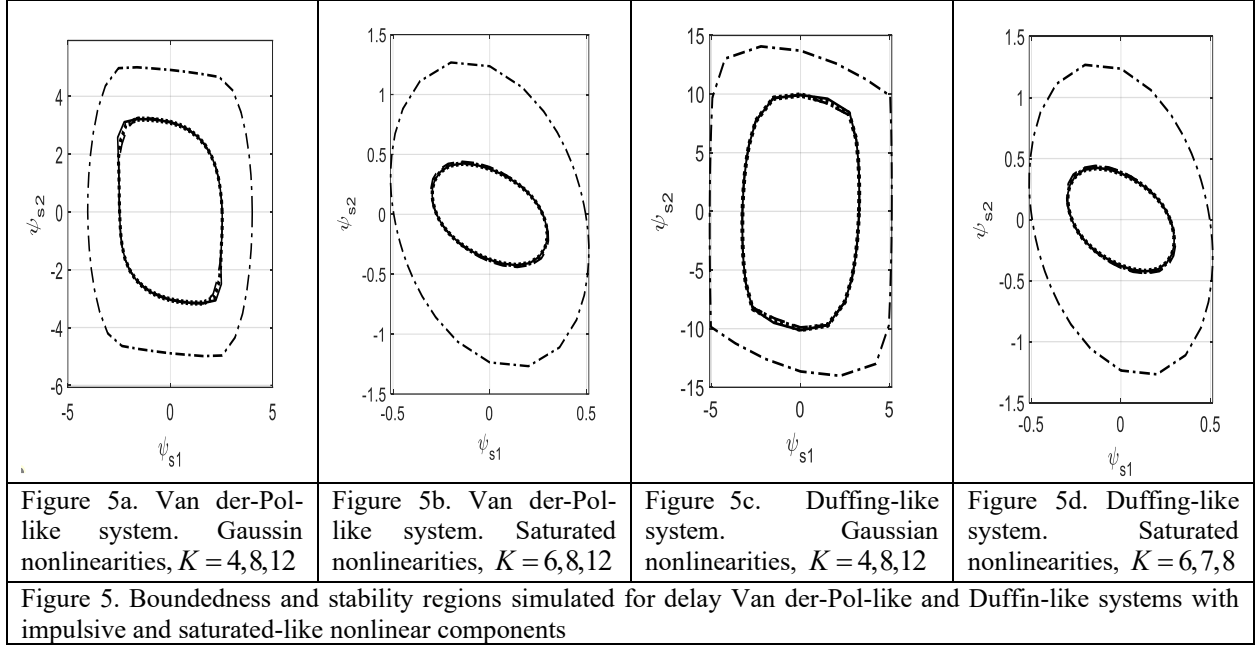 5
4
2
0
-2
-4
-6
-5
0
5
ψs2
ψs1
1.5
1
0.5
0
-0.5
-1
-1.5
-0.5
0
0.5
ψs2
ψs1
15
10
5
0
-5
-10
-15
-5
0
5
ψs2
ψs1
1.5
1
0.5
0
-0.5
-1
-1.5
-0.5
0
0.5
ψs2
ψs1
Figure 5a. Van der-Pol-
like system. Gaussin
nonlinearities, K = 4,8,12
Figure 5b. Van der-Pol-
like system. Saturated
nonlinearities, K = 6,8,12
Figure 5c. Duffing-like
system. Gaussian
nonlinearities, K = 4,8,12
Figure 5d. Duffing-like
system. Saturated
nonlinearities, K = 6,7,8
Figure 5. Boundedness and stability regions simulated for delay Van der-Pol-like and Duffin-like systems with
impulsive and saturated-like nonlinear components